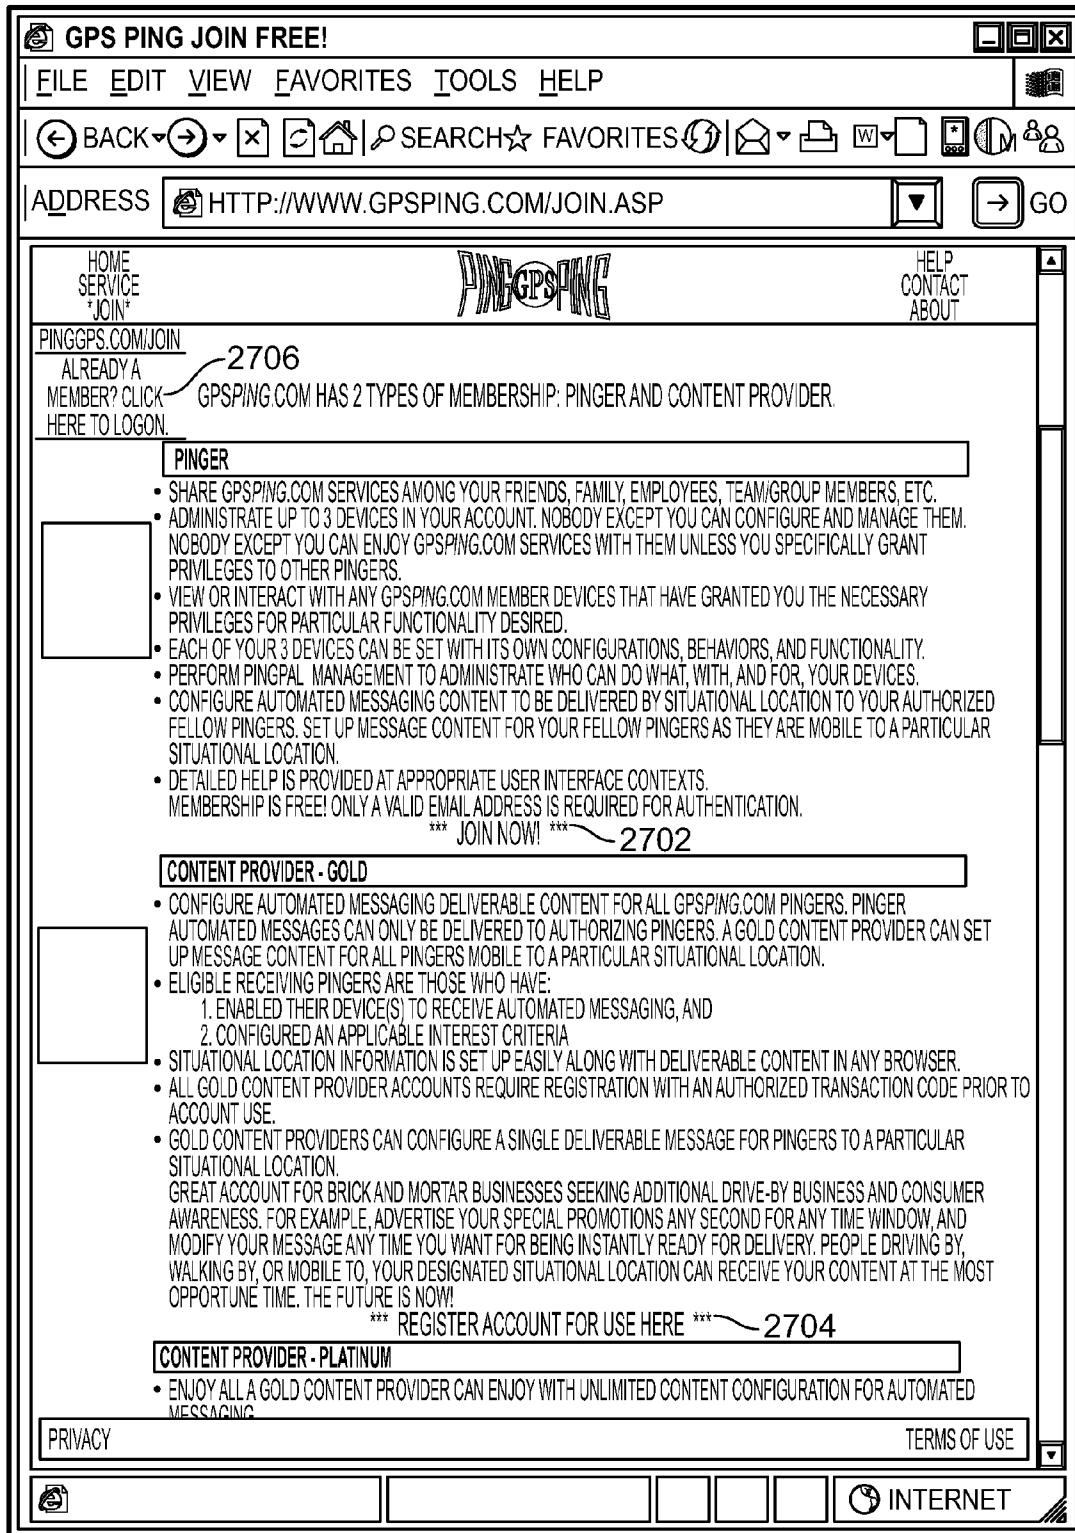 GPS PING JOIN FREE!
FILE EDIT VIEW FAVORITES TOOLS HELP
BACK SEARCH FAVORITES W M
ADDRESS HTTP://WWW.GPSPING.COM/JOIN.ASP GO
HOME
SERVICE
*JOIN*
PING GPS PING
HELP
CONTACT
ABOUT
PINGGPS.COM/JOIN
ALREADY A
MEMBER? CLICK
HERE TO LOGON.
2706
GPSPING.COM HAS 2 TYPES OF MEMBERSHIP: PINGER AND CONTENT PROVIDER.
PINGER
• SHARE GPSPING.COM SERVICES AMONG YOUR FRIENDS, FAMILY, EMPLOYEES, TEAM/GROUP MEMBERS, ETC.
• ADMINISTRATE UP TO 3 DEVICES IN YOUR ACCOUNT. NOBODY EXCEPT YOU CAN CONFIGURE AND MANAGE THEM.
NOBODY EXCEPT YOU CAN ENJOY GPSPING.COM SERVICES WITH THEM UNLESS YOU SPECIFICALLY GRANT
PRIVILEGES TO OTHER PINGERS.
• VIEW OR INTERACT WITH ANY GPSPING.COM MEMBER DEVICES THAT HAVE GRANTED YOU THE NECESSARY
PRIVILEGES FOR PARTICULAR FUNCTIONALITY DESIRED.
• EACH OF YOUR 3 DEVICES CAN BE SET WITH ITS OWN CONFIGURATIONS, BEHAVIORS, AND FUNCTIONALITY.
• PERFORM PINGPAL MANAGEMENT TO ADMINISTRATE WHO CAN DO WHAT, WITH, AND FOR, YOUR DEVICES.
• CONFIGURE AUTOMATED MESSAGING CONTENT TO BE DELIVERED BY SITUATIONAL LOCATION TO YOUR AUTHORIZED
FELLOW PINGERS. SET UP MESSAGE CONTENT FOR YOUR FELLOW PINGERS AS THEY ARE MOBILE TO A PARTICULAR
SITUATIONAL LOCATION.
• DETAILED HELP IS PROVIDED AT APPROPRIATE USER INTERFACE CONTEXTS.
MEMBERSHIP IS FREE! ONLY A VALID EMAIL ADDRESS IS REQUIRED FOR AUTHENTICATION.
*** JOIN NOW! *** 2702
CONTENT PROVIDER - GOLD
• CONFIGURE AUTOMATED MESSAGING DELIVERABLE CONTENT FOR ALL GPSPING.COM PINGERS. PINGER
AUTOMATED MESSAGES CAN ONLY BE DELIVERED TO AUTHORIZING PINGERS. A GOLD CONTENT PROVIDER CAN SET
UP MESSAGE CONTENT FOR ALL PINGERS MOBILE TO A PARTICULAR SITUATIONAL LOCATION.
• ELIGIBLE RECEIVING PINGERS ARE THOSE WHO HAVE:
1. ENABLED THEIR DEVICE(S) TO RECEIVE AUTOMATED MESSAGING, AND
2. CONFIGURED AN APPLICABLE INTEREST CRITERIA
• SITUATIONAL LOCATION INFORMATION IS SET UP EASILY ALONG WITH DELIVERABLE CONTENT IN ANY BROWSER.
• ALL GOLD CONTENT PROVIDER ACCOUNTS REQUIRE REGISTRATION WITH AN AUTHORIZED TRANSACTION CODE PRIOR TO
ACCOUNT USE.
• GOLD CONTENT PROVIDERS CAN CONFIGURE A SINGLE DELIVERABLE MESSAGE FOR PINGERS TO A PARTICULAR
SITUATIONAL LOCATION.
GREAT ACCOUNT FOR BRICK AND MORTAR BUSINESSES SEEKING ADDITIONAL DRIVE-BY BUSINESS AND CONSUMER
AWARENESS. FOR EXAMPLE, ADVERTISE YOUR SPECIAL PROMOTIONS ANY SECOND FOR ANY TIME WINDOW, AND
MODIFY YOUR MESSAGE ANY TIME YOU WANT FOR BEING INSTANTLY READY FOR DELIVERY. PEOPLE DRIVING BY,
WALKING BY, OR MOBILE TO, YOUR DESIGNATED SITUATIONAL LOCATION CAN RECEIVE YOUR CONTENT AT THE MOST
OPPORTUNE TIME. THE FUTURE IS NOW!
*** REGISTER ACCOUNT FOR USE HERE *** 2704
CONTENT PROVIDER - PLATINUM
• ENJOY ALL A GOLD CONTENT PROVIDER CAN ENJOY WITH UNLIMITED CONTENT CONFIGURATION FOR AUTOMATED
MESSAGING
PRIVACY TERMS OF USE
INTERNET